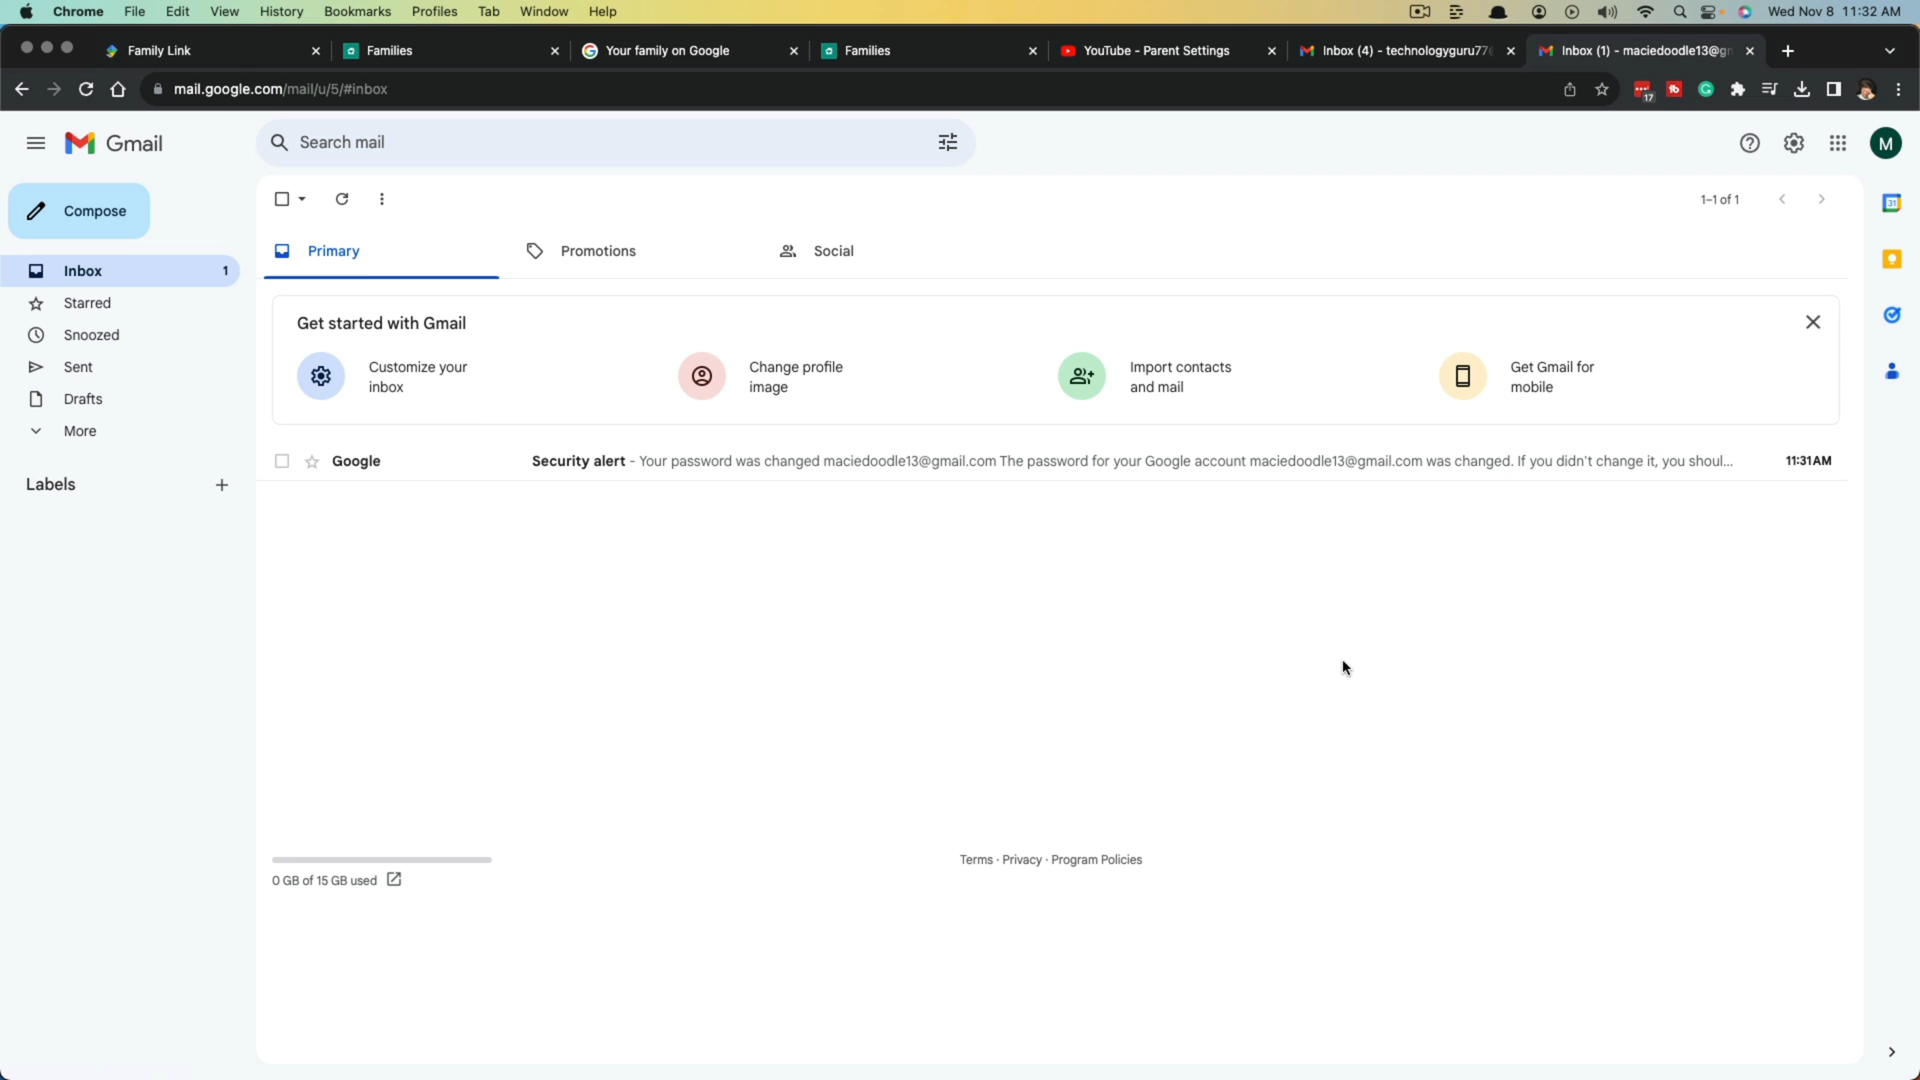 Chrome File Edit View History Bookmarks Profiles Tab Window Help Wed Nov 8 11:32 AM
Family Link Families Your family on Google Families YouTube - Parent Settings Inbox (4) - technologyguru77 Inbox (1) - maciedoodle13@g
mail.google.com/mail/u/5/#inbox 17
Gmail Search mail M
1–1 of 1
Compose
31
Primary Promotions Social
Inbox 1
Starred
Snoozed
Sent
Drafts
More
Labels
Get started with Gmail
Customize your inbox
Change profile image
Import contacts and mail
Get Gmail for mobile
Google Security alert - Your password was changed maciedoodle13@gmail.com The password for your Google account maciedoodle13@gmail.com was changed. If you didn't change it, you shoul... 11:31 AM
Terms · Privacy · Program Policies
0 GB of 15 GB used